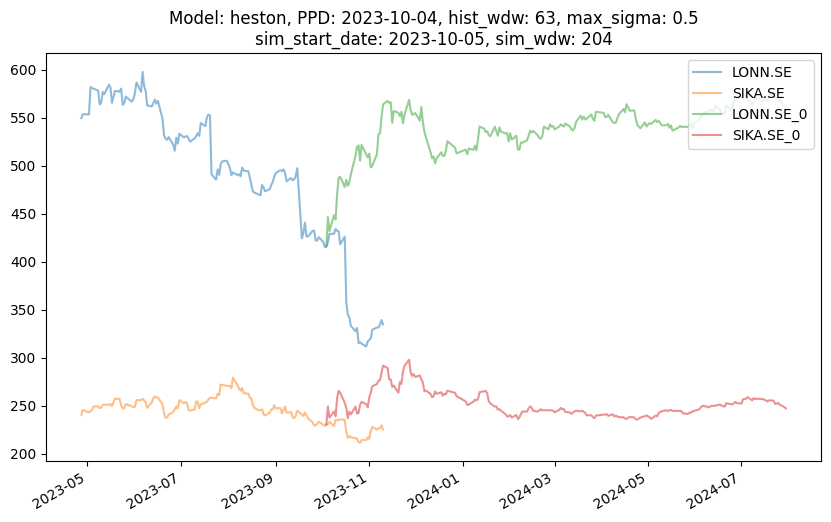 Model: heston, PPD: 2023-10-04, hist_wdw: 63, max_sigma: 0.5
sim_start_date: 2023-10-05, sim_wdw: 204
LONN.SE
SIKA.SE
LONN.SE_0
SIKA.SE_0
600
550
500
450
400
350
300
250
200
2023-05
2023-07
2023-09
2023-11
2024-01
2024-03
2024-05
2024-07